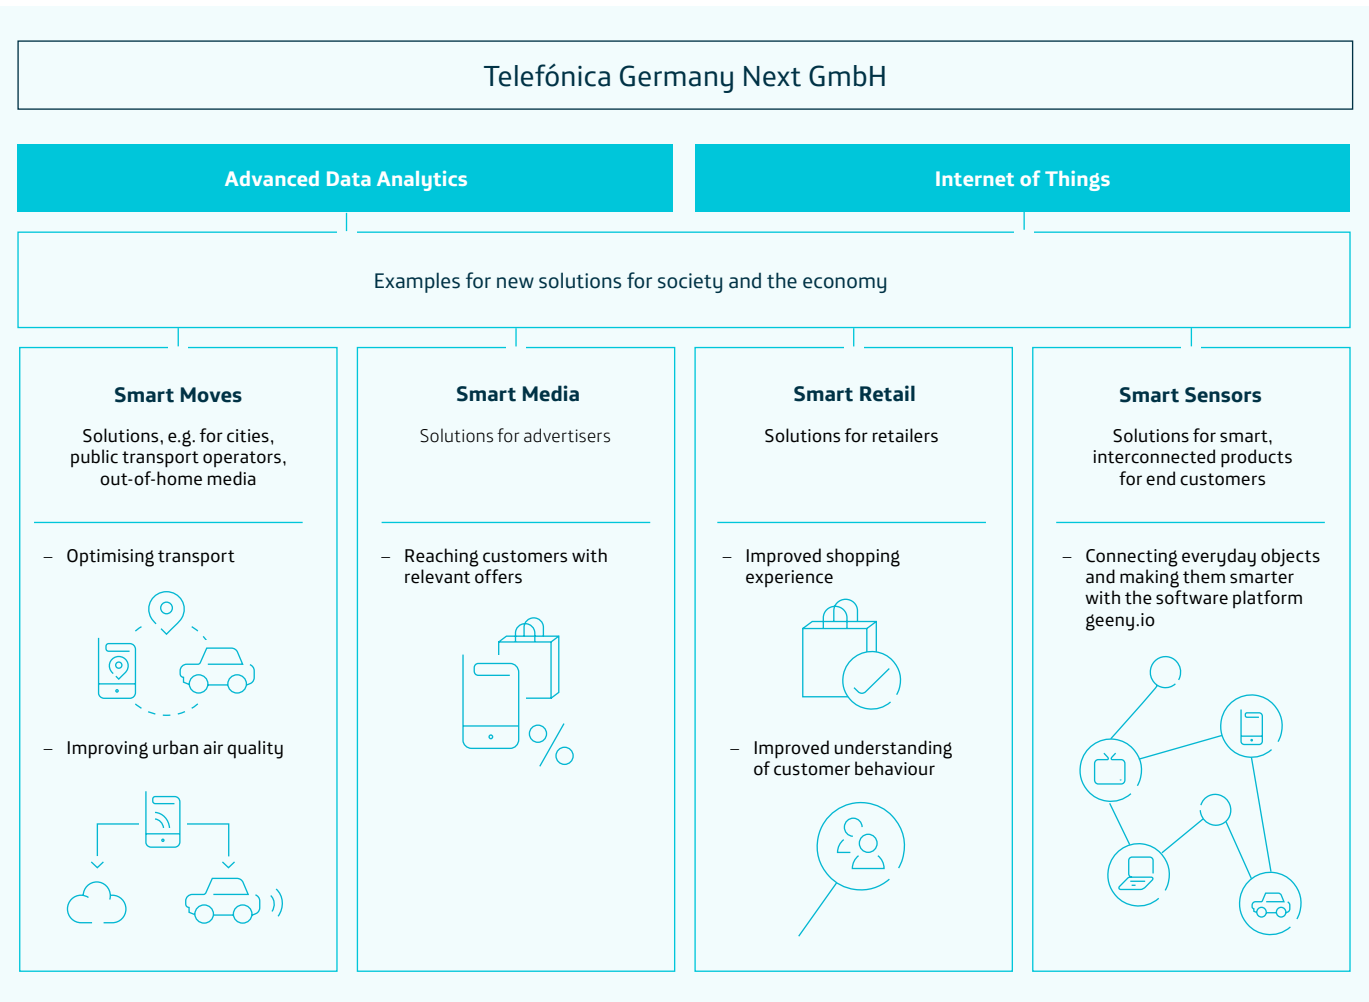 Telefónica Germany Next GmbH
Advanced Data Analytics
Internet of Things
Examples for new solutions for society and the economy
Smart Moves
Solutions, e.g. for cities,
public transport operators,
out-of-home media
– Optimising transport
– Improving urban air quality
Smart Media
Solutions for advertisers
– Reaching customers with
relevant offers
Smart Retail
Solutions for retailers
– Improved shopping
experience
– Improved understanding
of customer behaviour
Smart Sensors
Solutions for smart,
interconnected products
for end customers
– Connecting everyday objects
and making them smarter
with the software platform
geeny.io